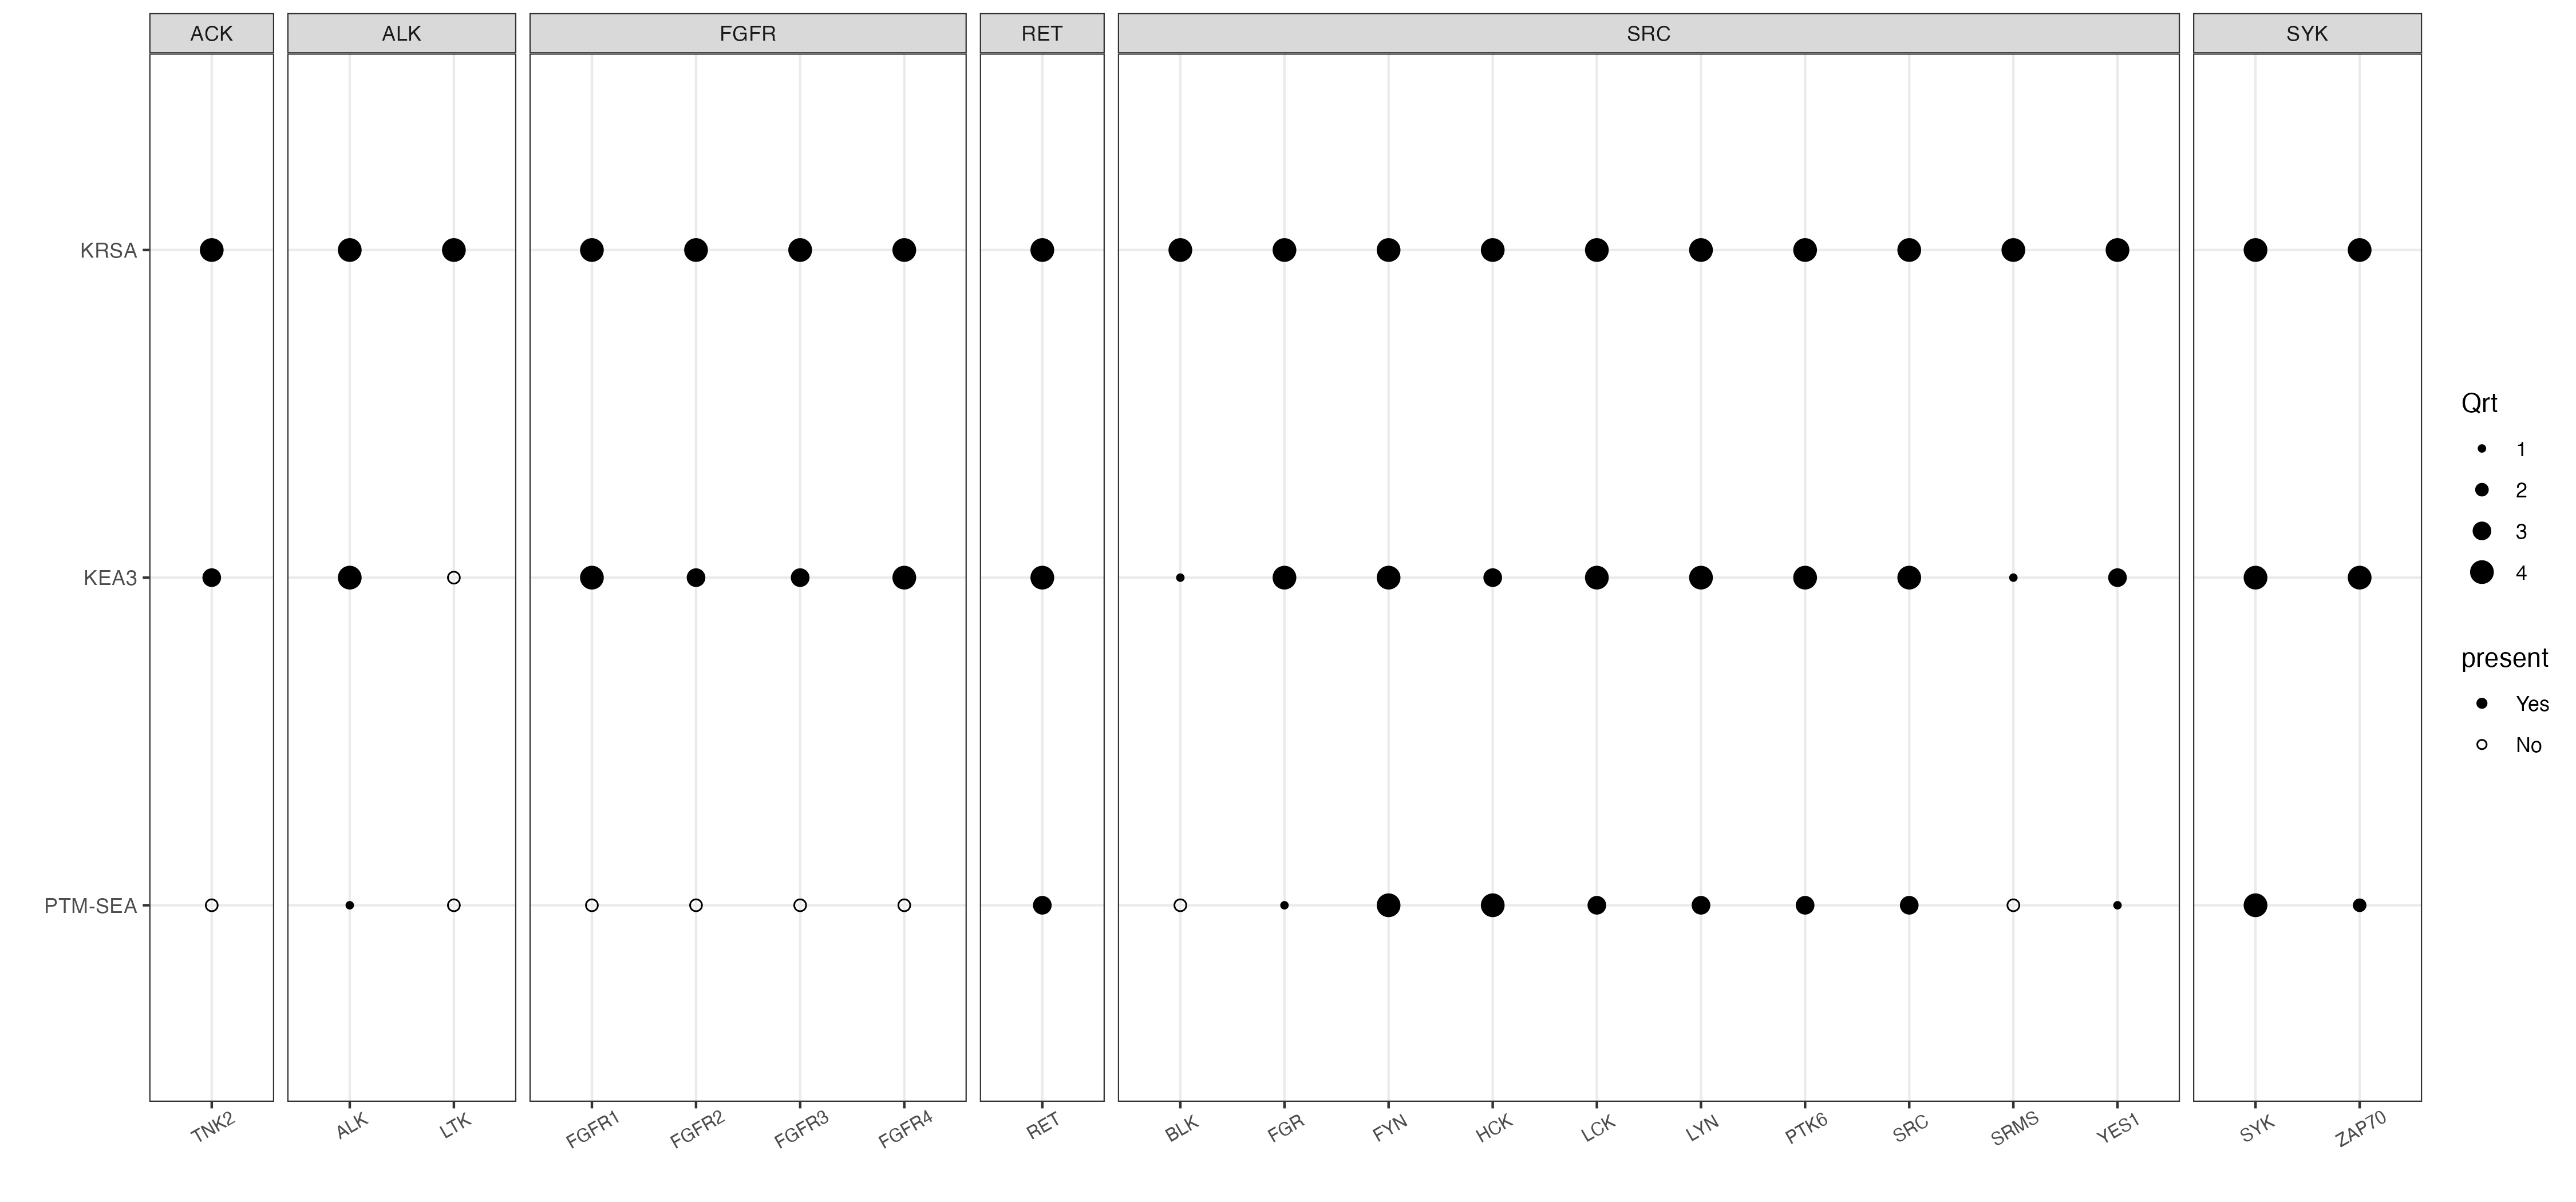 ACK ALK FGFR RET SRC SYK
KRSA
KEA3
PTM-SEA
TNK2 ALK LTK FGFR1 FGFR2 FGFR3 FGFR4 RET BLK FGR FYN HCK LCK LYN PTK6 SRC SRMS YES1 SYK ZAP70
Qrt
1
2
3
4
present
Yes
No